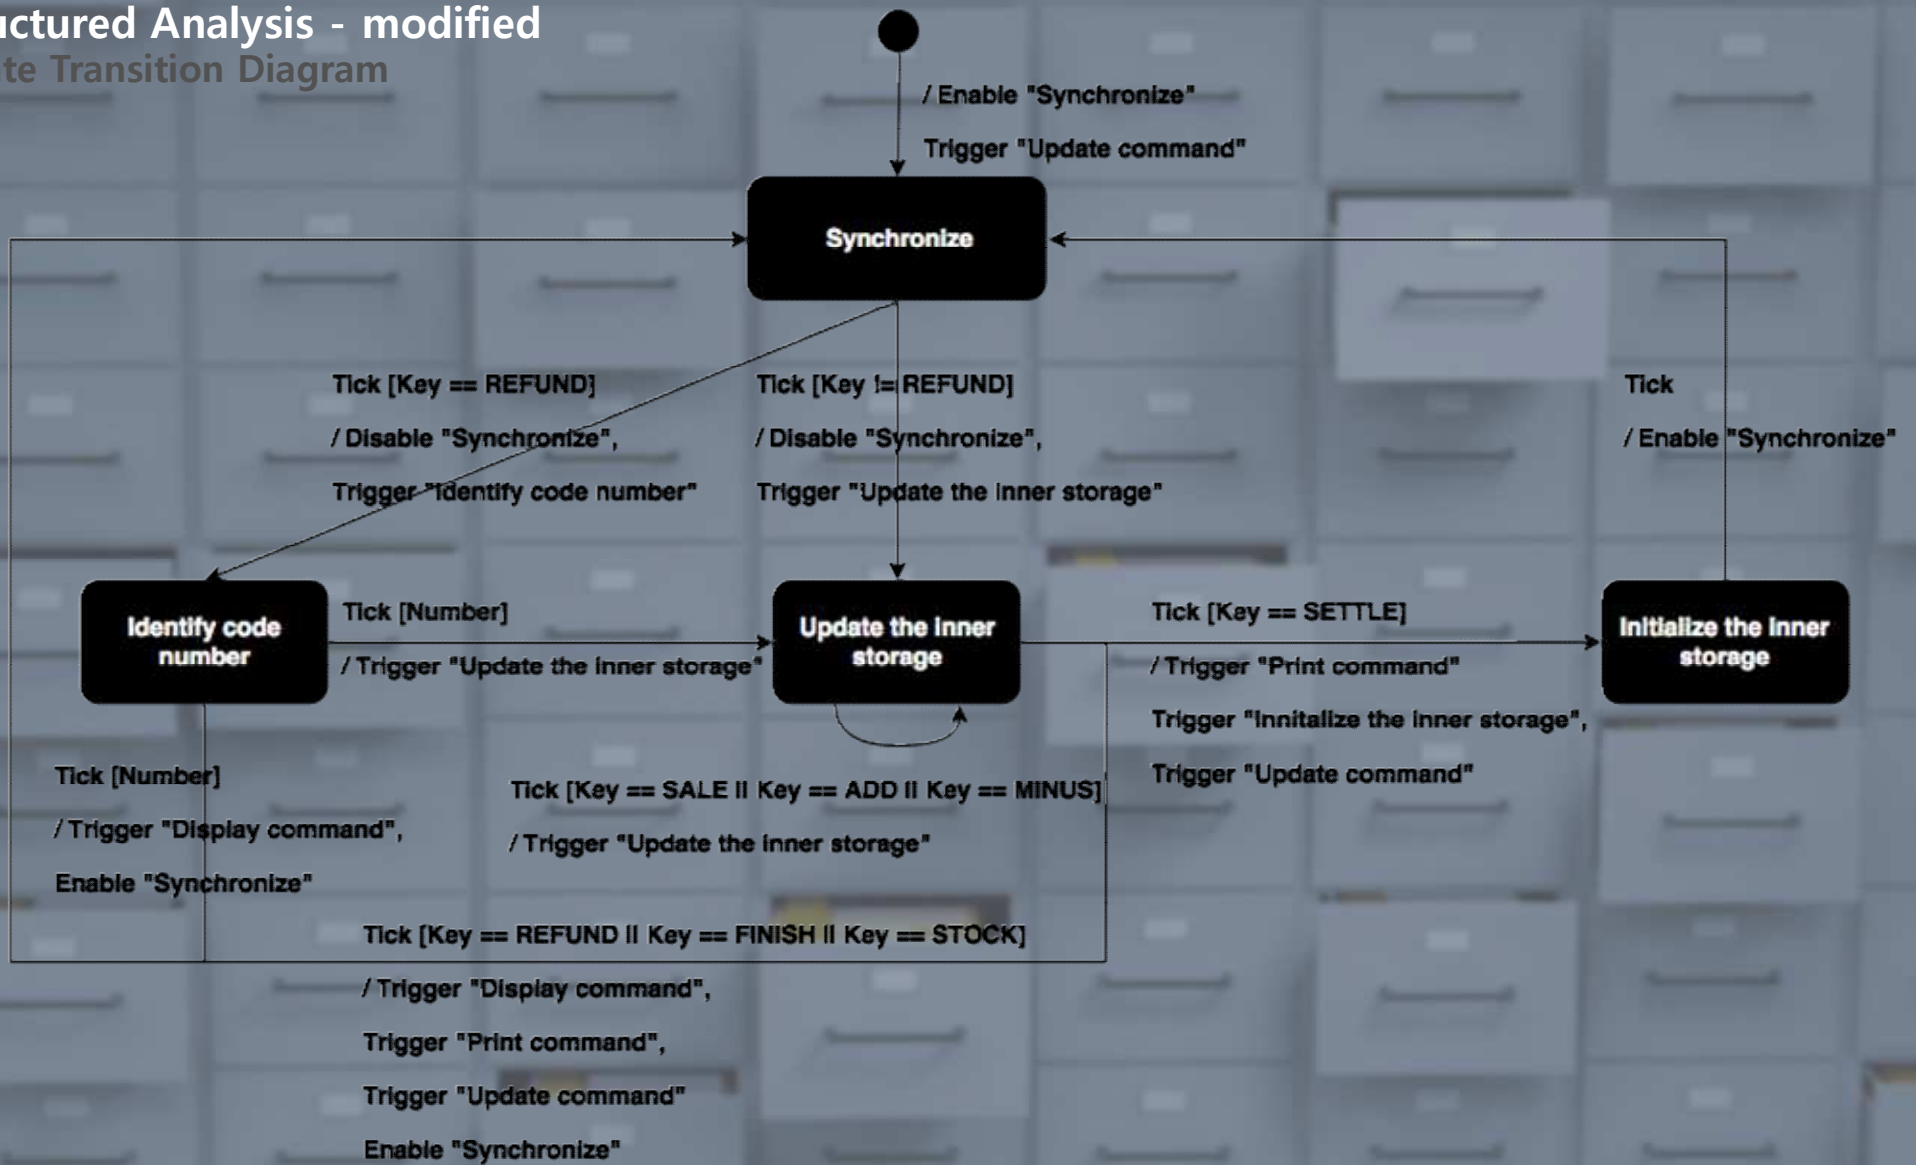 uctured Analysis - modified
te Transition Diagram
/ Enable "Synchronize"
Trigger "Update command"
Synchronize
Tick [Key == REFUND]
/ Disable "Synchronize",
Trigger "Identify code number"
Tick [Key != REFUND]
/ Disable "Synchronize",
Trigger "Update the inner storage"
Tick
/ Enable "Synchronize"
Identify code
number
Tick [Number]
/ Trigger "Update the inner storage"
Update the inner
storage
Tick [Key == SETTLE]
/ Trigger "Print command"
Trigger "Innitalize the inner storage",
Trigger "Update command"
Initialize the inner
storage
Tick [Number]
/ Trigger "Display command",
Enable "Synchronize"
Tick [Key == SALE || Key == ADD || Key == MINUS]
/ Trigger "Update the inner storage"
Tick [Key == REFUND || Key == FINISH || Key == STOCK]
/ Trigger "Display command",
Trigger "Print command",
Trigger "Update command"
Enable "Synchronize"